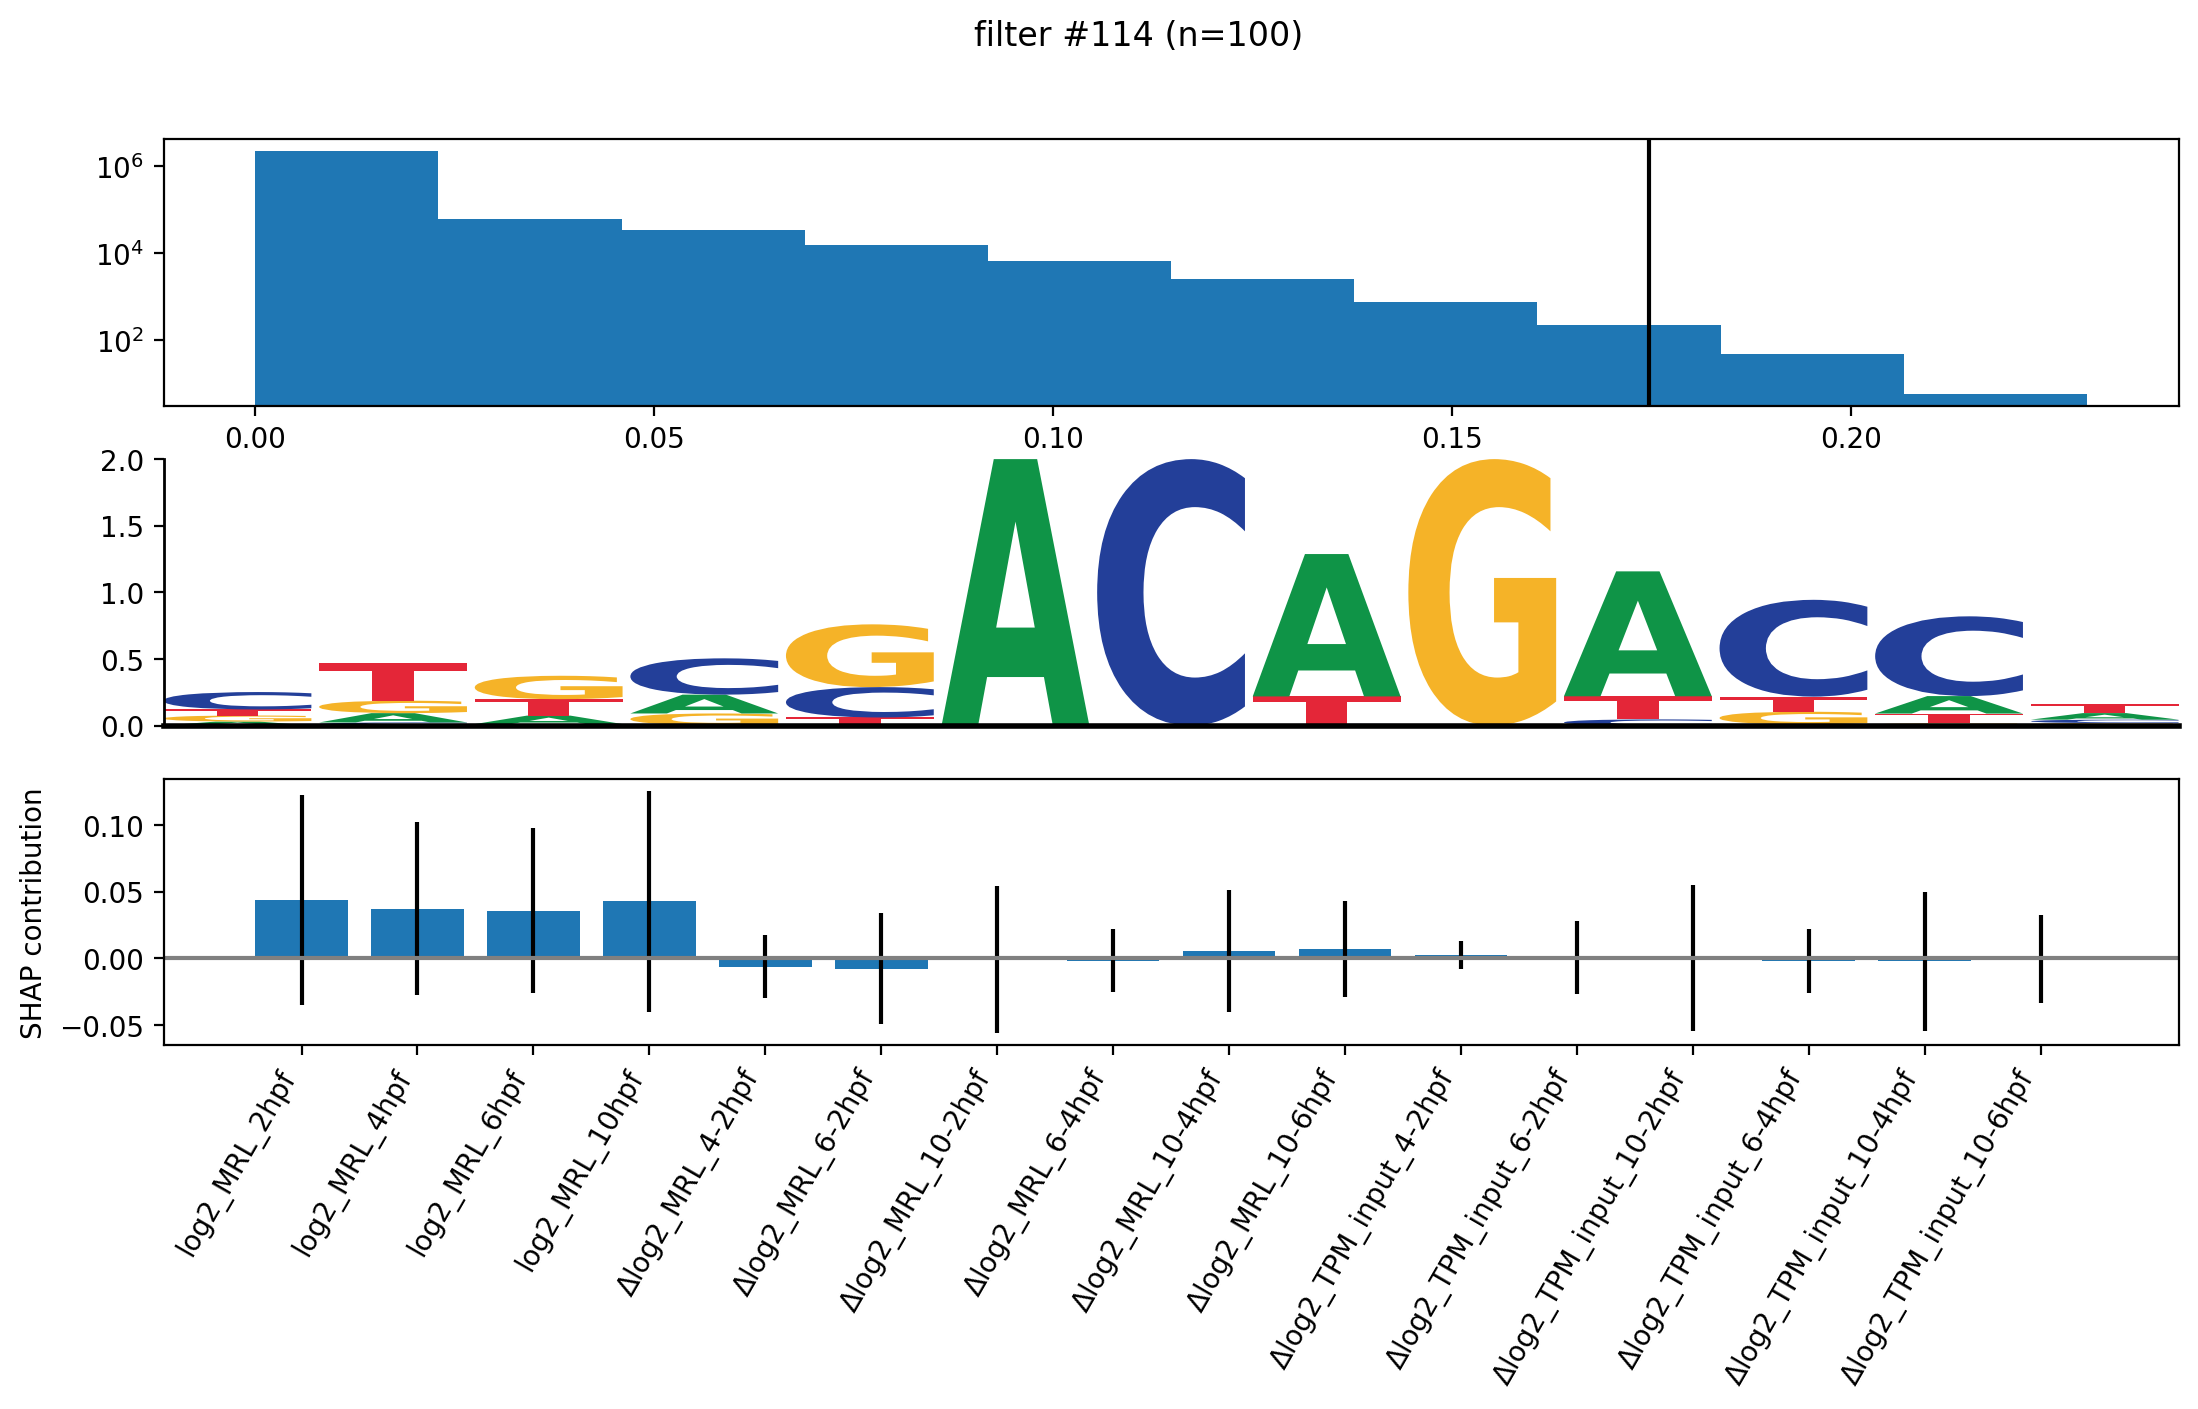 filter #114 (n=100)
10^6
10^4
10^2
0.00 0.05 0.10 0.15 0.20
2.0
1.5
1.0
0.5
0.0
C T G C G A C A G A C C T
T G T A C T T T A A
G A A G T C G T C
SHAP contribution
0.10
0.05
0.00
−0.05
log2_MRL_2hpf
log2_MRL_4hpf
log2_MRL_6hpf
log2_MRL_10hpf
Δlog2_MRL_4-2hpf
Δlog2_MRL_6-2hpf
Δlog2_MRL_10-2hpf
Δlog2_MRL_6-4hpf
Δlog2_MRL_10-4hpf
Δlog2_MRL_10-6hpf
Δlog2_TPM_input_4-2hpf
Δlog2_TPM_input_6-2hpf
Δlog2_TPM_input_10-2hpf
Δlog2_TPM_input_6-4hpf
Δlog2_TPM_input_10-4hpf
Δlog2_TPM_input_10-6hpf